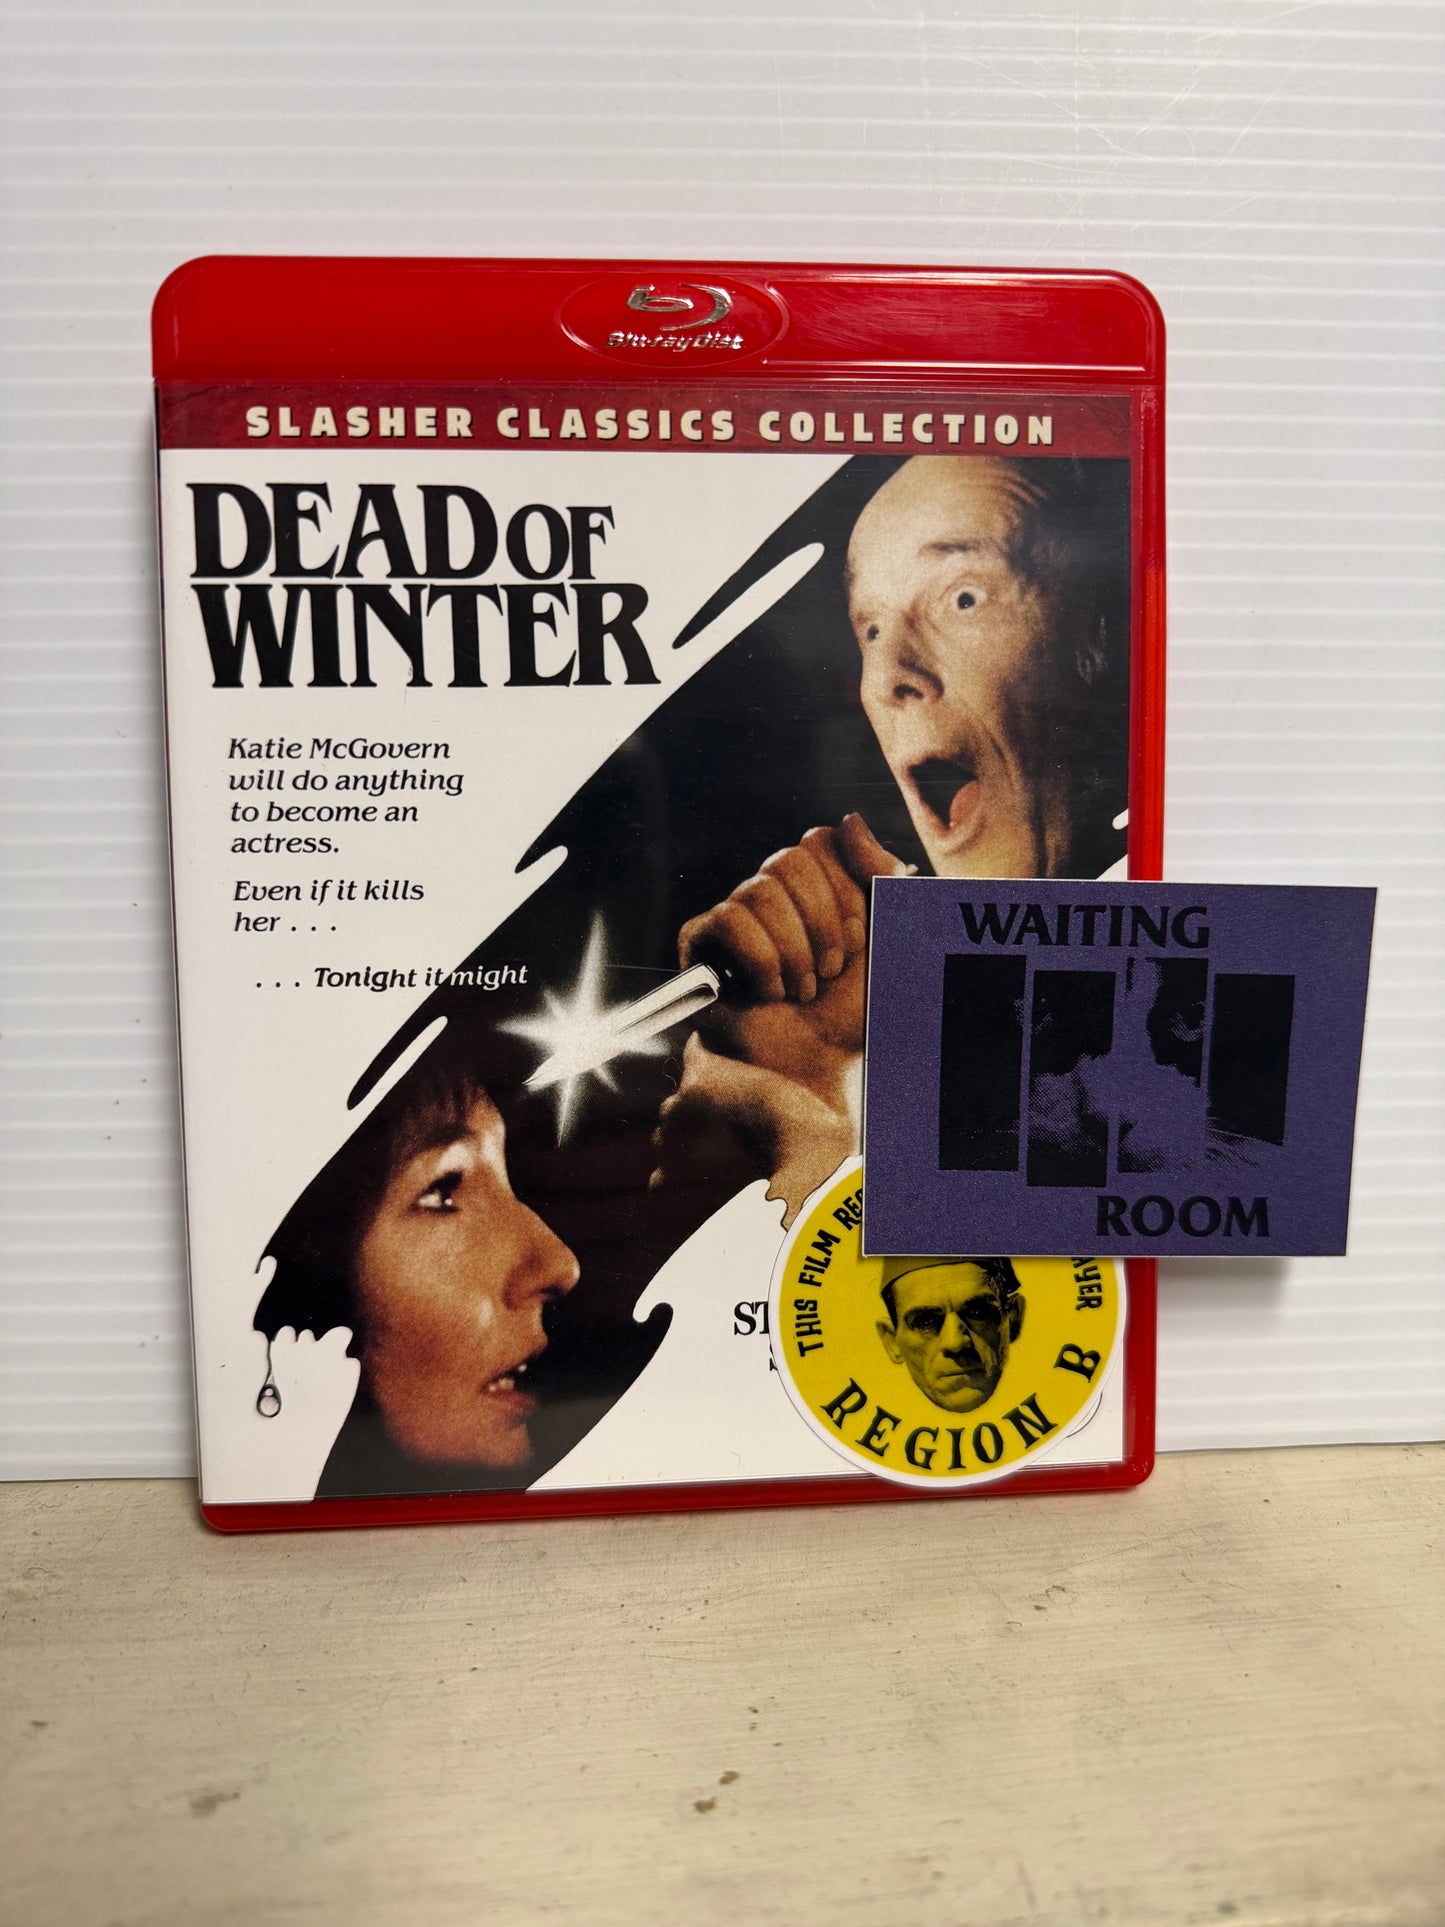 Blu-ray Disc
SLASHER CLASSICS COLLECTION
DEAD OF
WINTER
Katie McGovern
will do anything
to become an
actress.
Even if it kills
her . . .
. . . Tonight it might
WAITING
ROOM
THIS FILM
REGION B